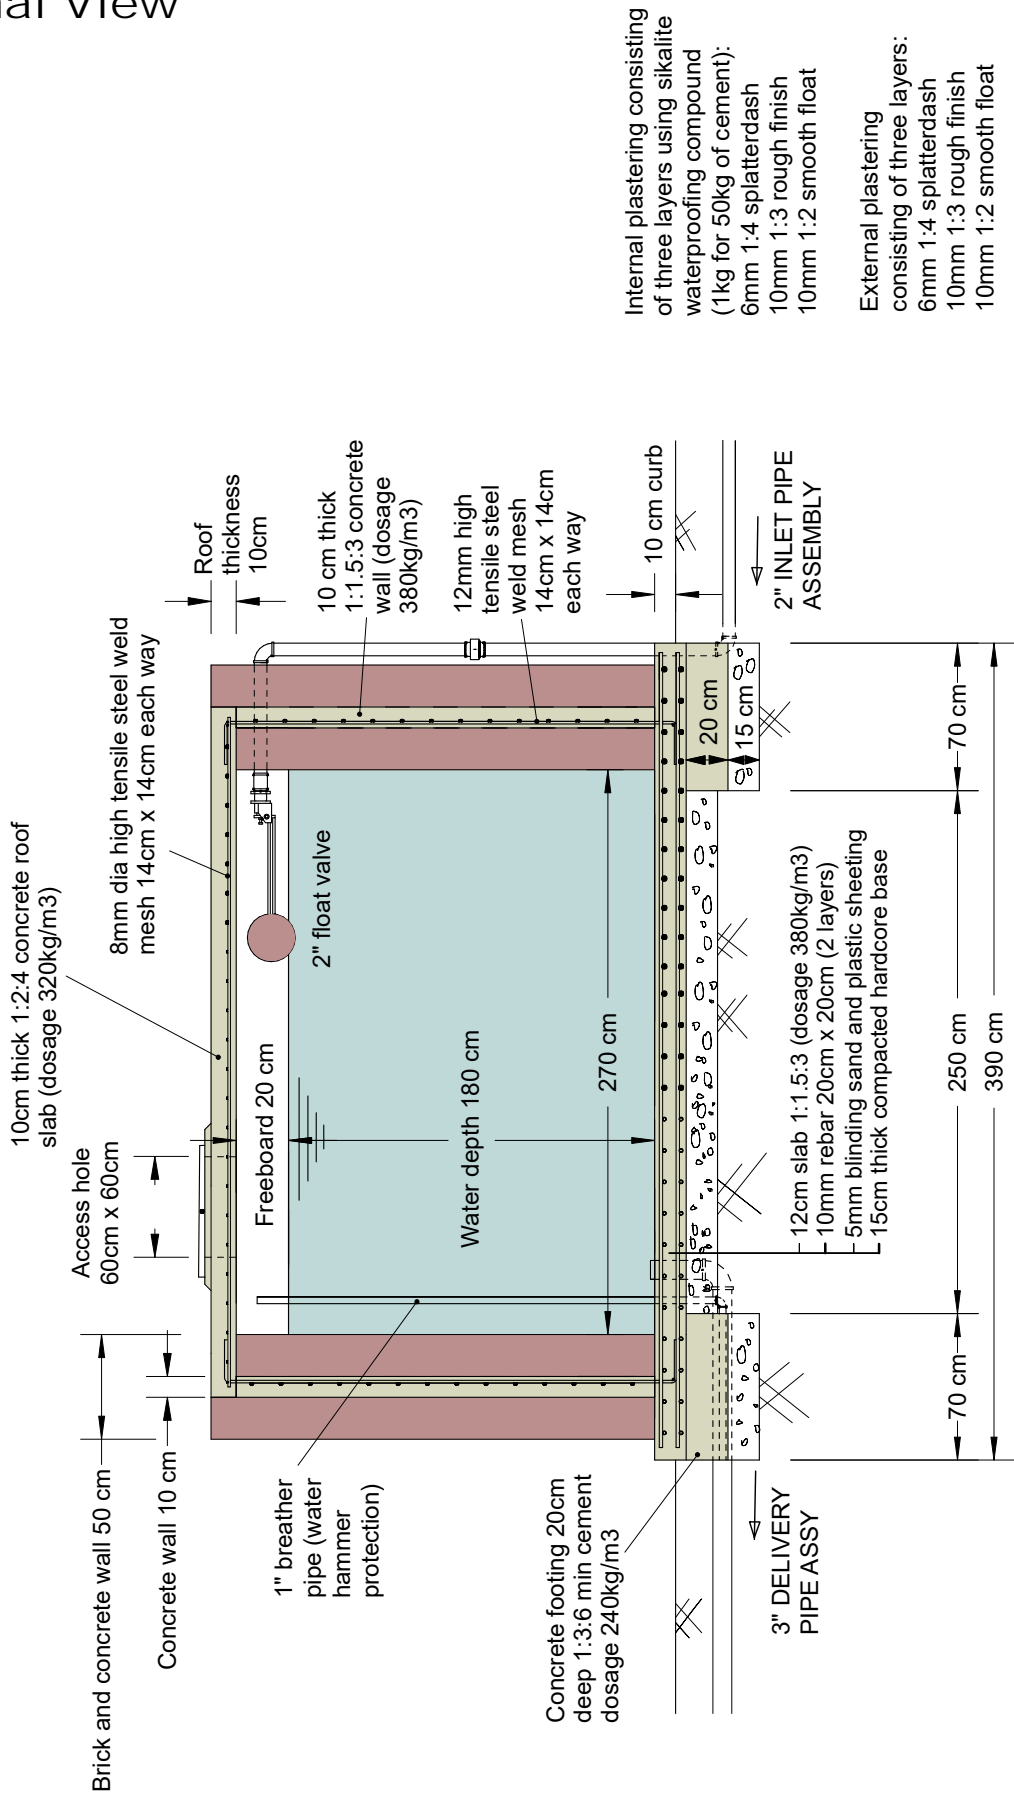 nal View
10cm thick 1:2:4 concrete roof
slab (dosage 320kg/m3)
Access hole
60cm x 60cm
8mm dia high tensile steel weld
mesh 14cm x 14cm each way
Roof
thickness
10cm
Brick and concrete wall 50 cm
Concrete wall 10 cm
Freeboard 20 cm
2" float valve
10 cm thick
1:1.5:3 concrete
wall (dosage
380kg/m3)
1" breather
pipe (water
hammer
protection)
Water depth 180 cm
12mm high
tensile steel
weld mesh
14cm x 14cm
each way
270 cm
10 cm curb
Concrete footing 20cm
deep 1:3:6 min cement
dosage 240kg/m3
20 cm
15 cm
3" DELIVERY
PIPE ASSY
2" INLET PIPE
ASSEMBLY
12cm slab 1:1.5:3 (dosage 380kg/m3)
10mm rebar 20cm x 20cm (2 layers)
5mm blinding sand and plastic sheeting
15cm thick compacted hardcore base
70 cm
250 cm
70 cm
390 cm
Internal plastering consisting
of three layers using sikalite
waterproofing compound
(1kg for 50kg of cement):
6mm 1:4 splatterdash
10mm 1:3 rough finish
10mm 1:2 smooth float
External plastering
consisting of three layers:
6mm 1:4 splatterdash
10mm 1:3 rough finish
10mm 1:2 smooth float